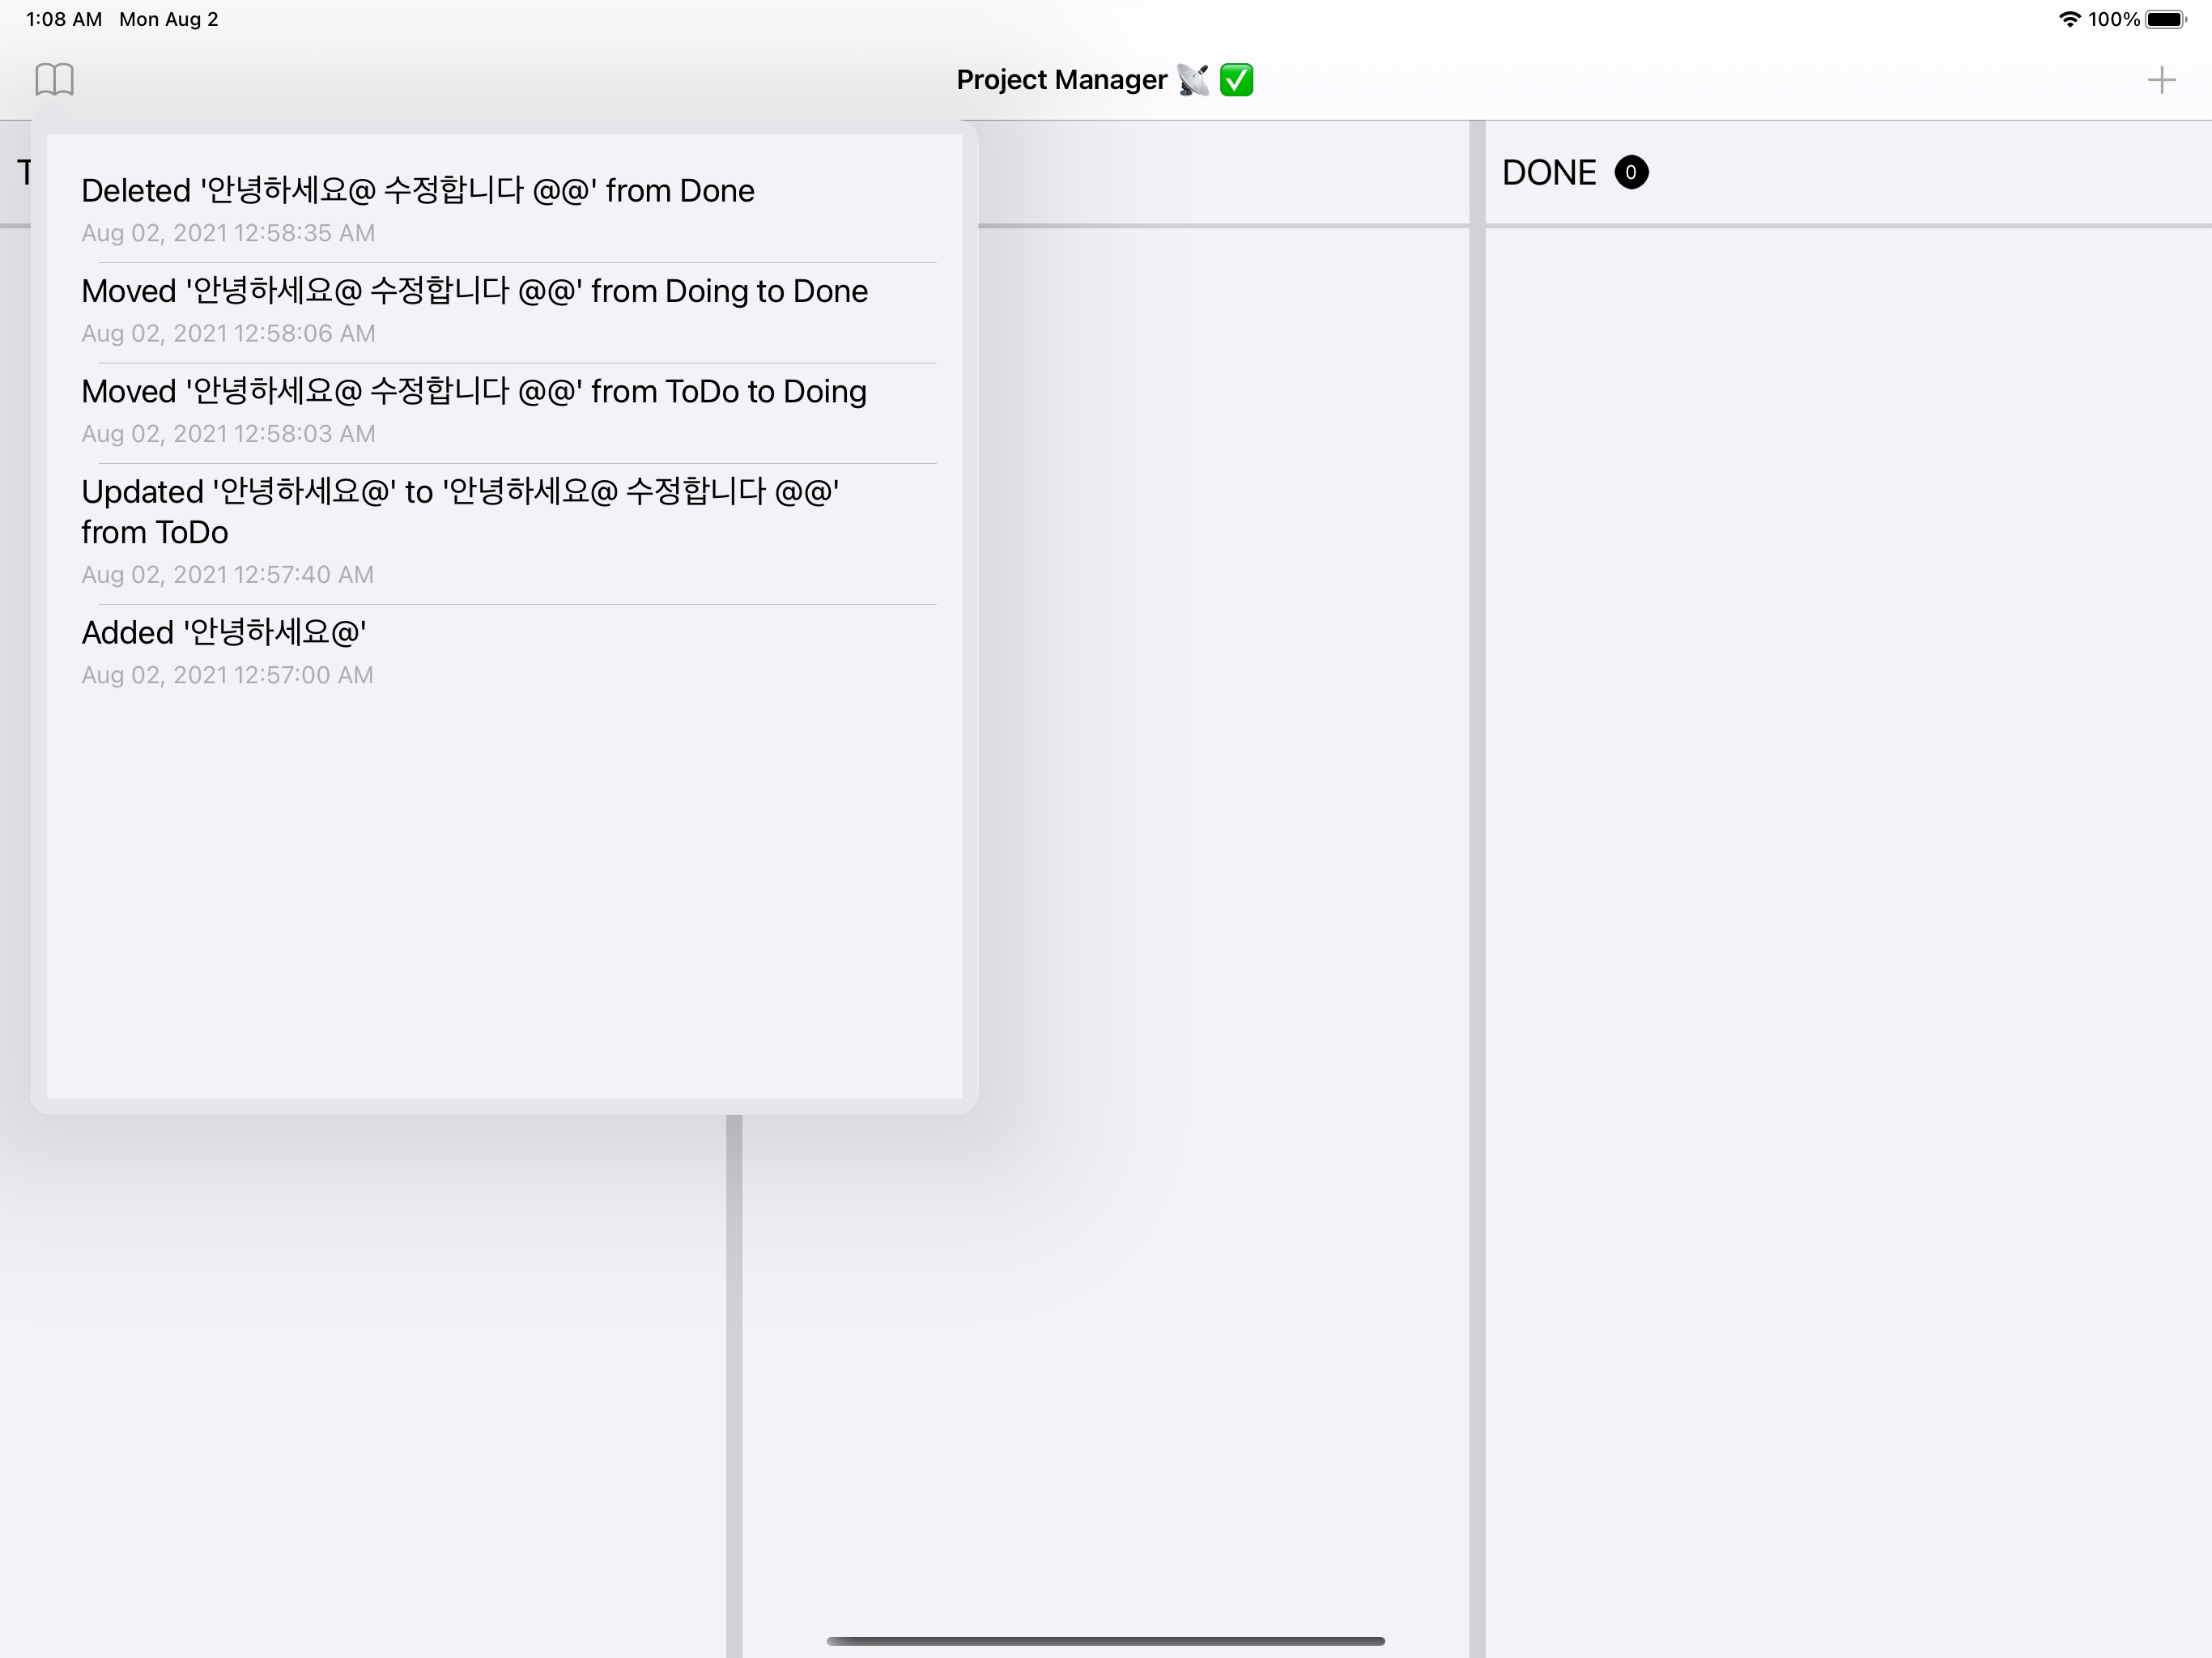 1:08 AM Mon Aug 2
100%
Project Manager 📡 ✅
T
DONE 0
Deleted '안녕하세요@ 수정합니다 @@' from Done
Aug 02, 2021 12:58:35 AM
Moved '안녕하세요@ 수정합니다 @@' from Doing to Done
Aug 02, 2021 12:58:06 AM
Moved '안녕하세요@ 수정합니다 @@' from ToDo to Doing
Aug 02, 2021 12:58:03 AM
Updated '안녕하세요@' to '안녕하세요@ 수정합니다 @@'
from ToDo
Aug 02, 2021 12:57:40 AM
Added '안녕하세요@'
Aug 02, 2021 12:57:00 AM